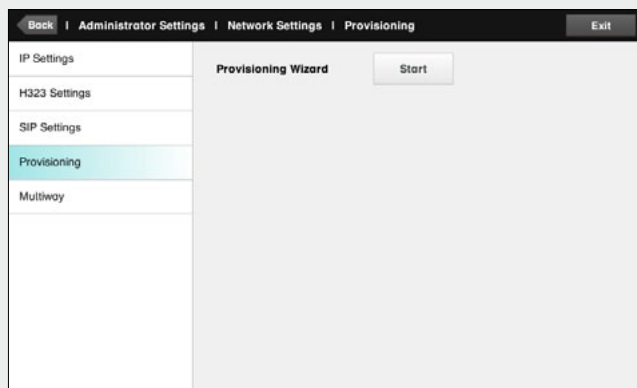 Back | Administrator Settings | Network Settings | Provisioning Exit
IP Settings
H323 Settings
SIP Settings
Provisioning
Multiway
Provisioning Wizard Start